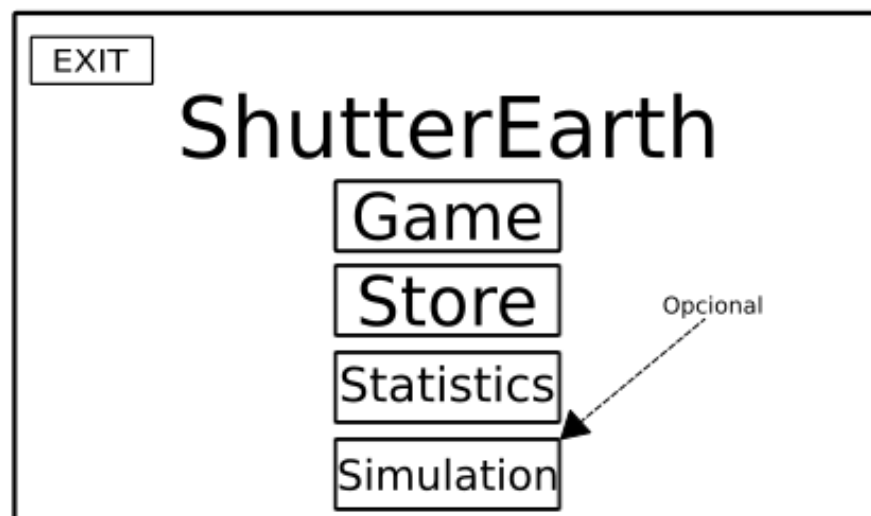 EXIT
ShutterEarth
Game
Store
Opcional
Statistics
Simulation